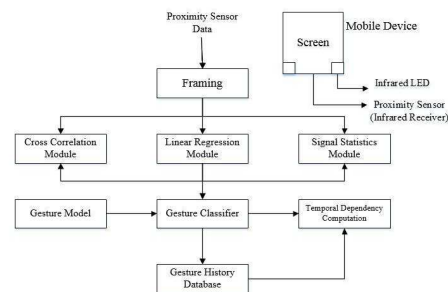 Proximity Sensor
Data
Mobile Device
Screen
Infrared LED
Proximity Sensor
(Infrared Receiver)
Framing
Cross Correlation
Module
Linear Regression
Module
Signal Statistics
Module
Gesture Model
Gesture Classifier
Temporal Dependency
Computation
Gesture History
Database